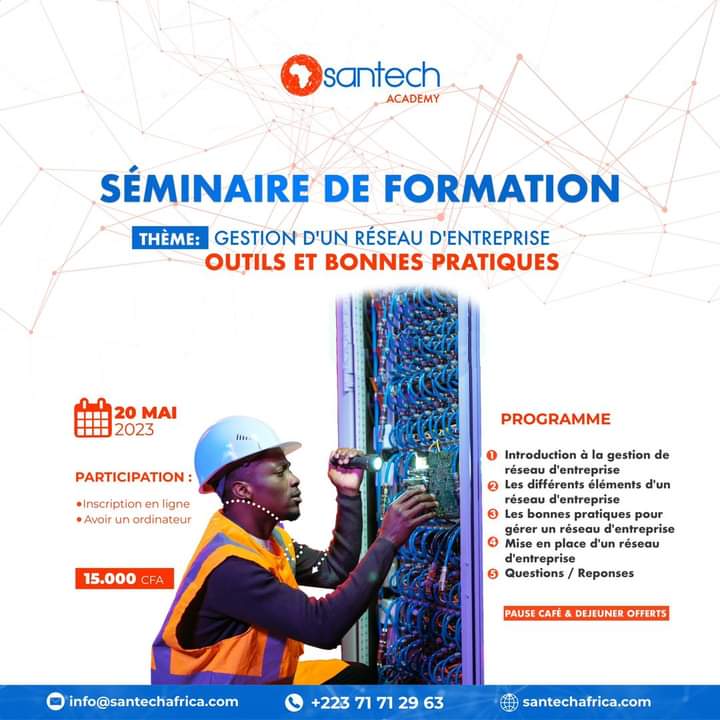 santech
ACADEMY
SÉMINAIRE DE FORMATION
THÈME: GESTION D'UN RÉSEAU D'ENTREPRISE
OUTILS ET BONNES PRATIQUES
20 MAI
2023
PARTICIPATION :
•Inscription en ligne
•Avoir un ordinateur
15.000 CFA
PROGRAMME
1 Introduction à la gestion de
réseau d'entreprise
2 Les différents éléments d'un
réseau d'entreprise
3 Les bonnes pratiques pour
gérer un réseau d'entreprise
4 Mise en place d'un réseau
d'entreprise
5 Questions / Reponses
PAUSE CAFÉ & DEJEUNER OFFERTS
info@santechafrica.com
+223 71 71 29 63
santechafrica.com